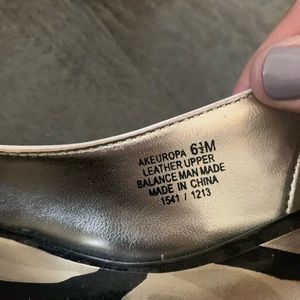 AKEUROPA 6½M
LEATHER UPPER
BALANCE MAN MADE
MADE IN CHINA
1541 / 1213